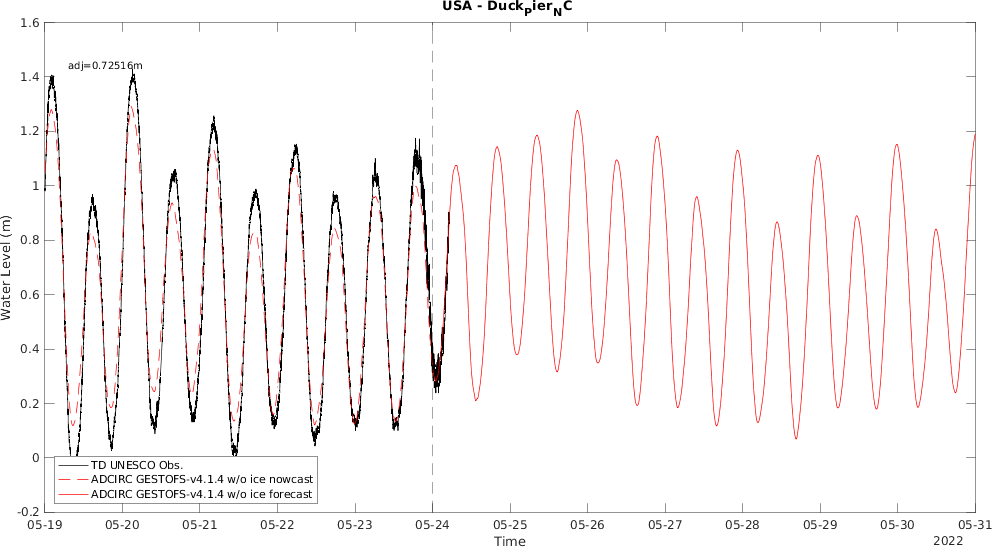 USA - Duck_Pier_NC
adj=0.72516m
1.6
1.4
1.2
1
0.8
0.6
0.4
0.2
0
-0.2
Water Level (m)
TD UNESCO Obs.
ADCIRC GESTOFS-v4.1.4 w/o ice nowcast
ADCIRC GESTOFS-v4.1.4 w/o ice forecast
05-19 05-20 05-21 05-22 05-23 05-24 05-25 05-26 05-27 05-28 05-29 05-30 05-31
Time
2022